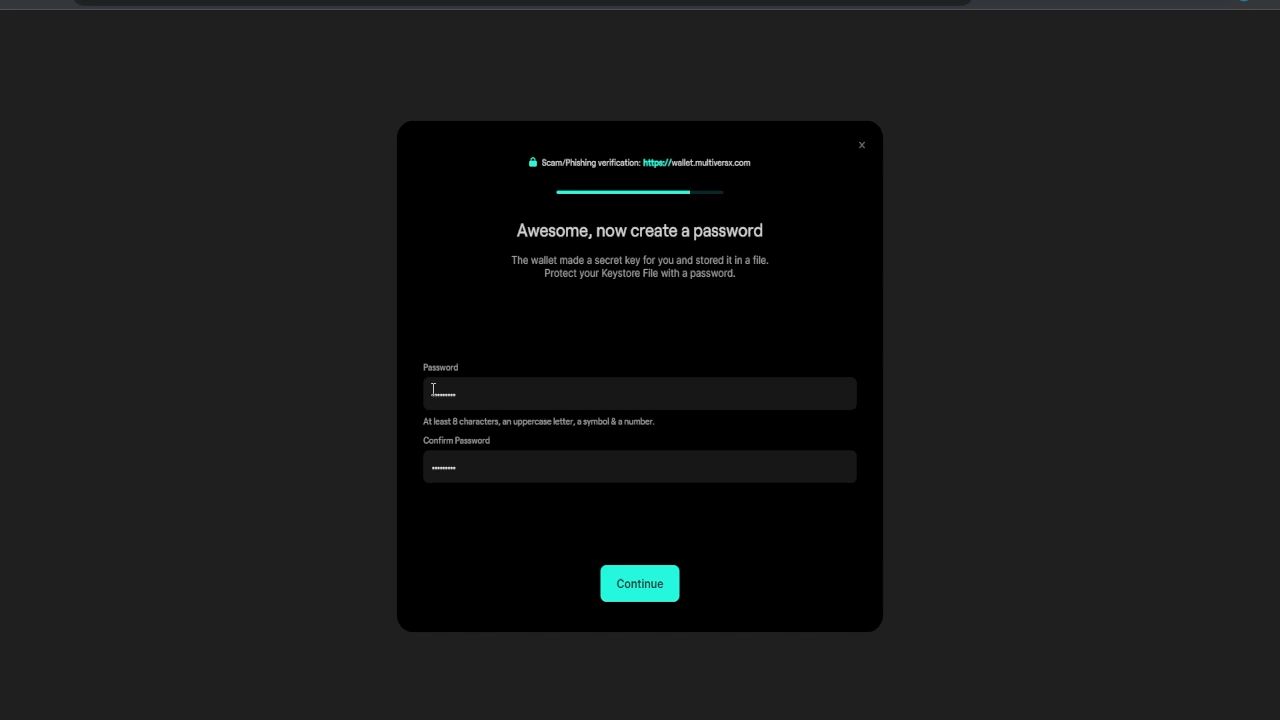 x
Scam/Phishing verification: https://wallet.multiversx.com
Awesome, now create a password
The wallet made a secret key for you and stored it in a file.
Protect your Keystore File with a password.
Password
•••••••••
At least 8 characters, an uppercase letter, a symbol & a number.
Confirm Password
•••••••••
Continue